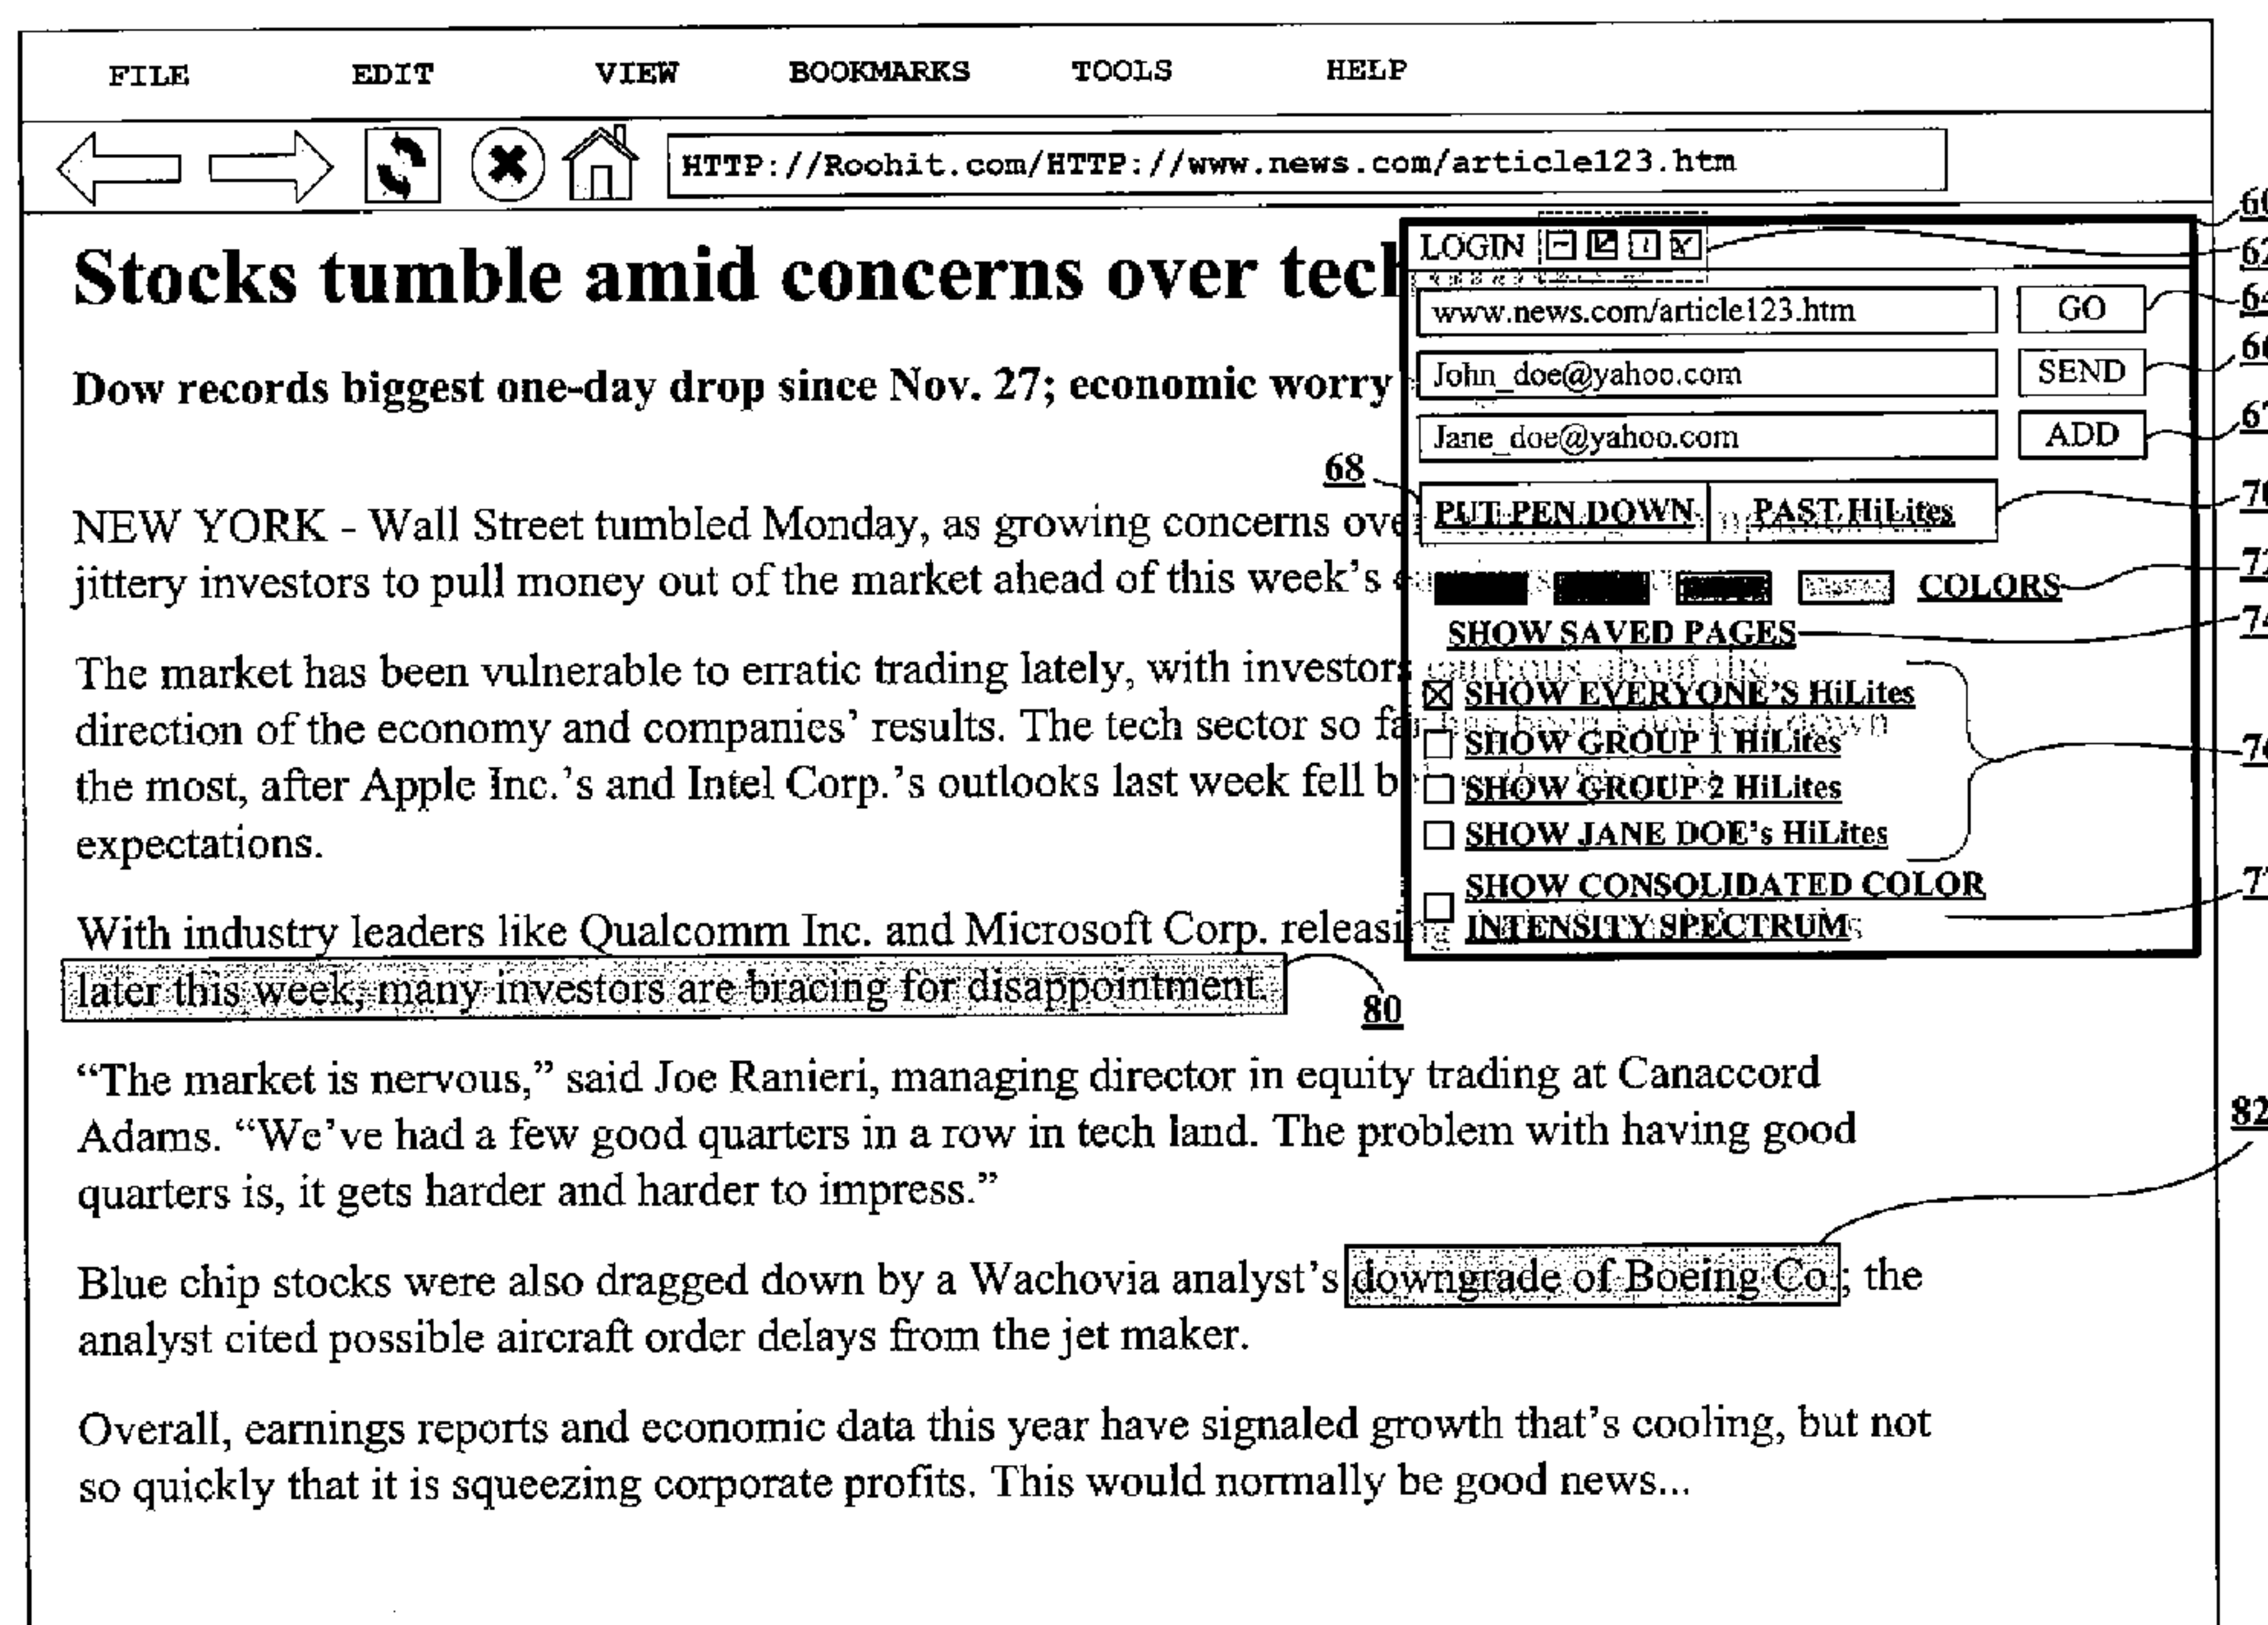 FILE EDIT VIEW BOOKMARKS TOOLS HELP
HTTP://Roohit.com/HTTP://www.news.com/article123.htm
Stocks tumble amid concerns over tech
Dow records biggest one-day drop since Nov. 27; economic worry
NEW YORK - Wall Street tumbled Monday, as growing concerns over
jittery investors to pull money out of the market ahead of this week's
The market has been vulnerable to erratic trading lately, with investors cautious about the
direction of the economy and companies' results. The tech sector so far has been knocked down
the most, after Apple Inc.'s and Intel Corp.'s outlooks last week fell
expectations.
With industry leaders like Qualcomm Inc. and Microsoft Corp. releasing
later this week, many investors are bracing for disappointment.
80
"The market is nervous," said Joe Ranieri, managing director in equity trading at Canaccord
Adams. "We've had a few good quarters in a row in tech land. The problem with having good
quarters is, it gets harder and harder to impress."
82
Blue chip stocks were also dragged down by a Wachovia analyst's downgrade of Boeing Co.; the
analyst cited possible aircraft order delays from the jet maker.
Overall, earnings reports and economic data this year have signaled growth that's cooling, but not
so quickly that it is squeezing corporate profits. This would normally be good news...
LOGIN
www.news.com/article123.htm GO
John_doe@yahoo.com SEND
Jane_doe@yahoo.com ADD
68
PUT PEN DOWN PAST HiLites
COLORS
SHOW SAVED PAGES
SHOW EVERYONE'S HiLites
SHOW GROUP 1 HiLites
SHOW GROUP 2 HiLites
SHOW JANE DOE's HiLites
SHOW CONSOLIDATED COLOR
INTENSITY SPECTRUM